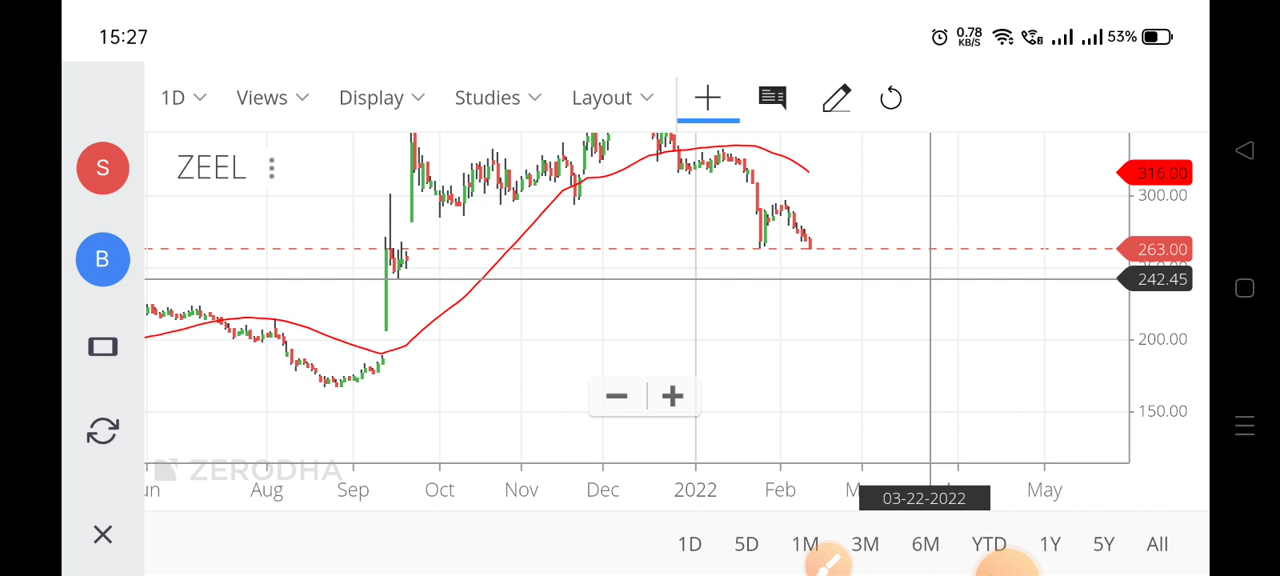 15:27
0.78
KB/S
53%
1D Views Display Studies Layout
S
ZEEL
316.00
300.00
B
263.00
242.45
200.00
150.00
ZERODHA
Aug Sep Oct Nov Dec 2022 Feb May
03-22-2022
1D 5D 1M 3M 6M YTD 1Y 5Y All